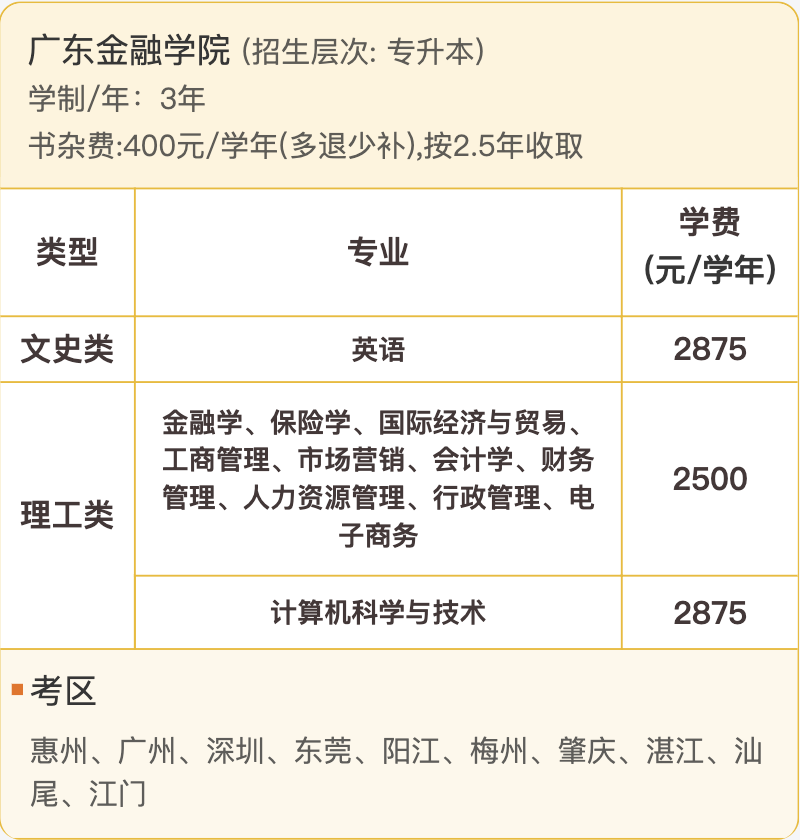 广东金融学院 (招生层次: 专升本)
学制/年：3年
书杂费:400元/学年(多退少补),按2.5年收取
类型
专业
学费
(元/学年)
文史类
英语
2875
理工类
金融学、保险学、国际经济与贸易、
工商管理、市场营销、会计学、财务
管理、人力资源管理、行政管理、电
子商务
2500
计算机科学与技术
2875
考区
惠州、广州、深圳、东莞、阳江、梅州、肇庆、湛江、汕
尾、江门